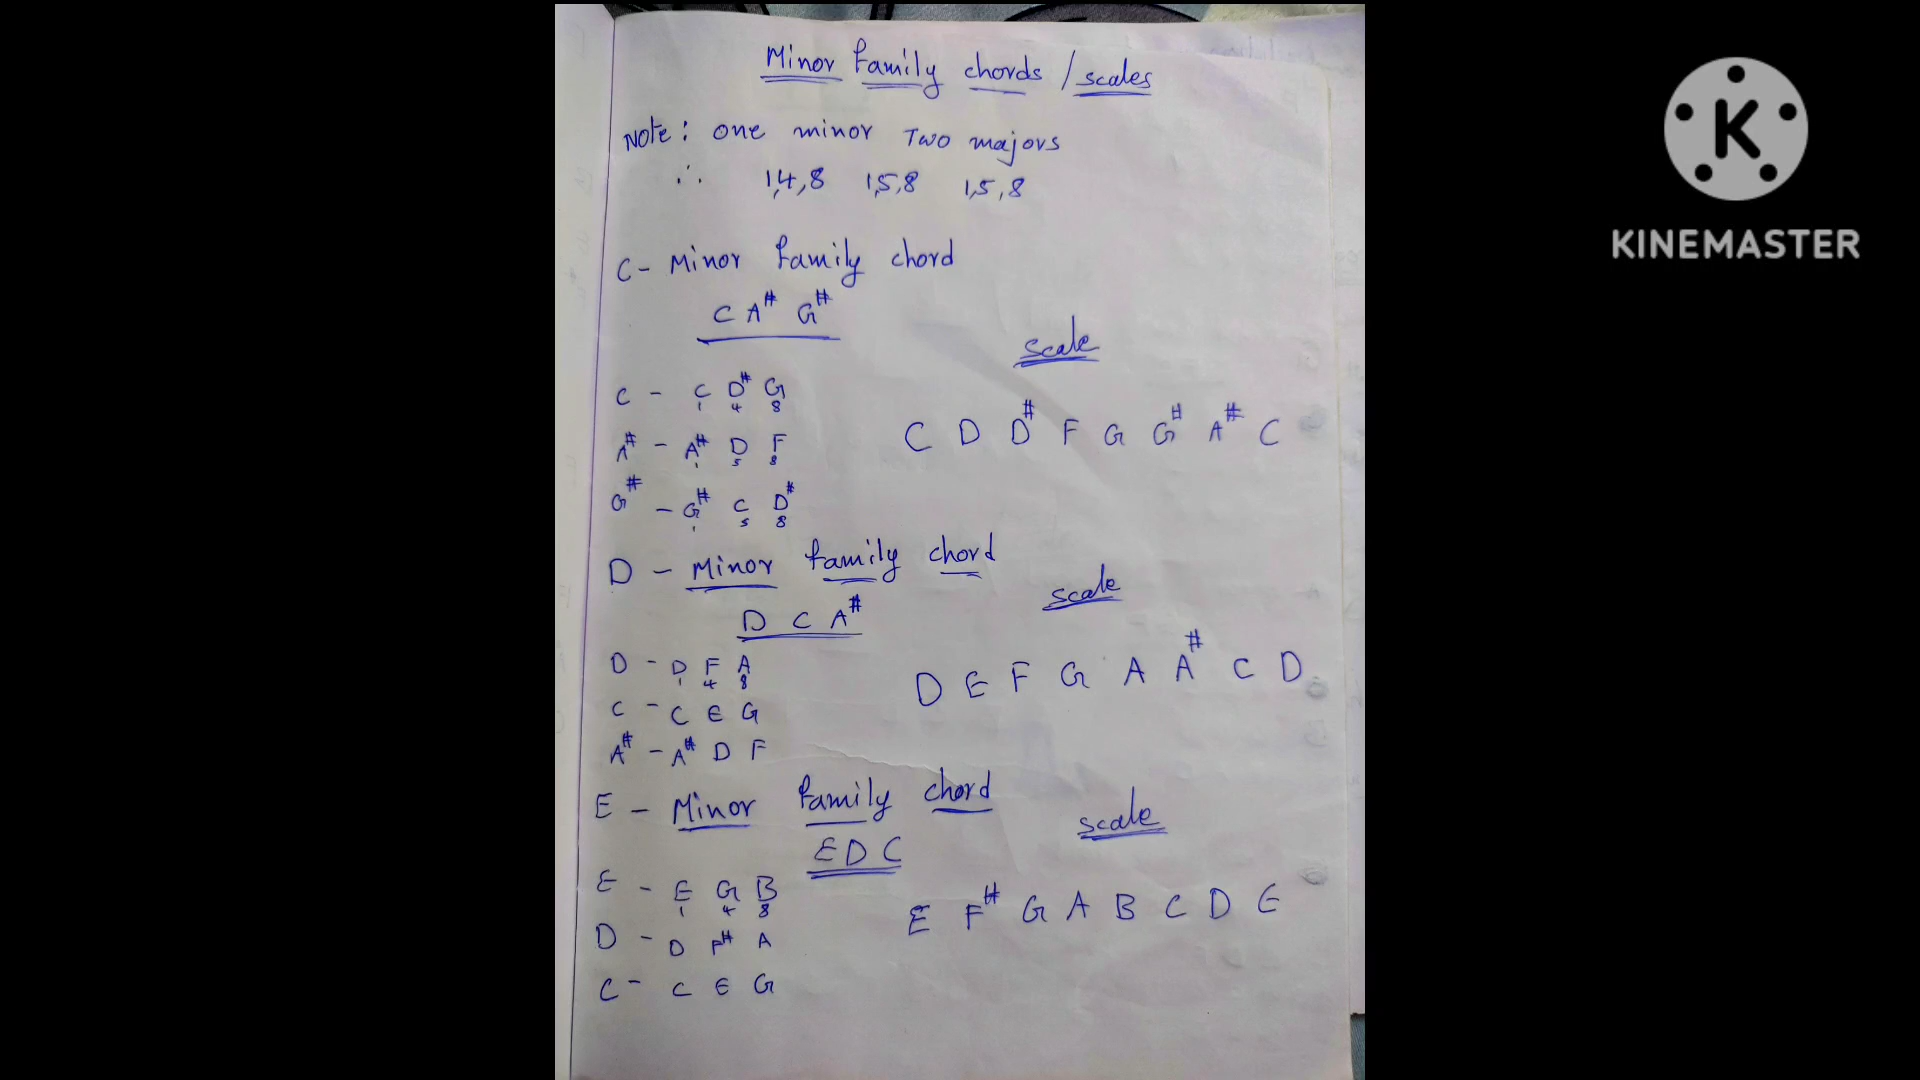 Minor family chords / scales
Note: one minor Two majors
∴ 1,4,8 1,5,8 1,5,8
C - Minor family chord
C A# G#
scale
C - C D# G
1 4 8
C D D# F G G# A# C
A# - A# D F
1 5 8
G# - G# C D#
1 5 8
D - Minor family chord
scale
D C A#
D - D F A
1 4 8
D E F G A A# C D
C - C E G
A# - A# D F
E - Minor family chord
scale
E D C
E - E G B
1 4 8
E F# G A B C D E
D - D F# A
C - C E G
K
KINEMASTER